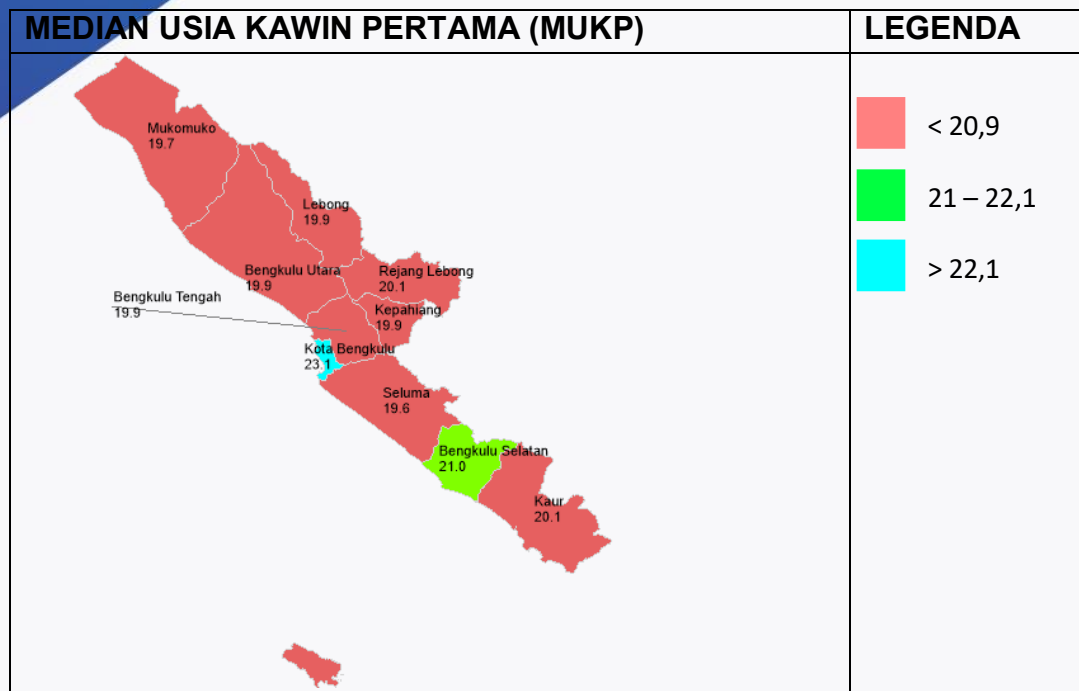 MEDIAN USIA KAWIN PERTAMA (MUKP)
LEGENDA
Mukomuko
19.7
Lebong
19.9
Bengkulu Utara
19.9
Rejang Lebong
20.1
Bengkulu Tengah
19.9
Kepahiang
19.9
Kota Bengkulu
23.1
Seluma
19.6
Bengkulu Selatan
21.0
Kaur
20.1
< 20,9
21 – 22,1
> 22,1